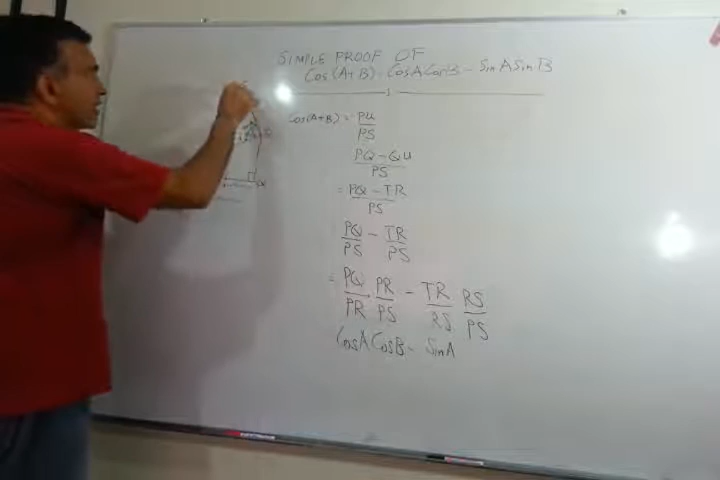 SIMPLE PROOF OF
Cos(A+B) = CosACosB - SinASinB
Cos(A+B) = PU
PS
PQ - QU
PS
= PQ - TR
PS
PQ - TR
PS PS
= PQ . PR - TR RS
PR PS RS PS
CosACosB - SinA